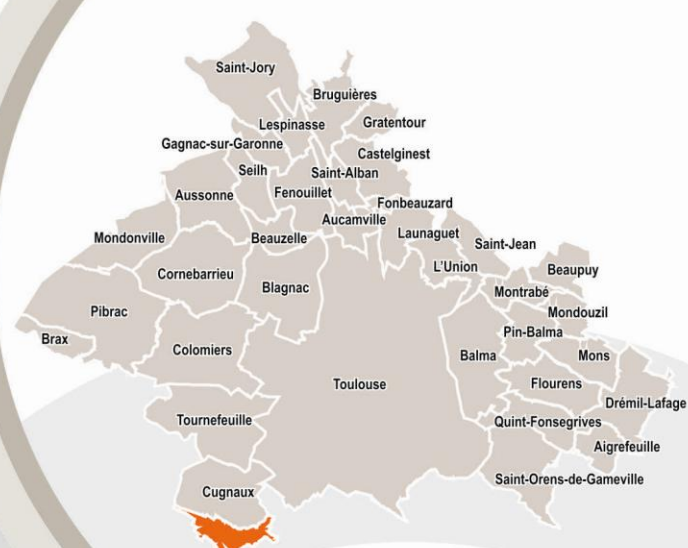 Saint-Jory
Bruguières
Lespinasse
Gratentour
Gagnac-sur-Garonne
Castelginest
Seilh
Saint-Alban
Aussonne
Fenouillet
Fonbeauzard
Aucamville
Mondonville
Beauzelle
Launaguet
Saint-Jean
Cornebarrieu
L'Union
Beaupuy
Blagnac
Montrabé
Pibrac
Mondouzil
Pin-Balma
Brax
Colomiers
Balma
Mons
Toulouse
Flourens
Drémil-Lafage
Tournefeuille
Quint-Fonsegrives
Aigrefeuille
Saint-Orens-de-Gameville
Cugnaux